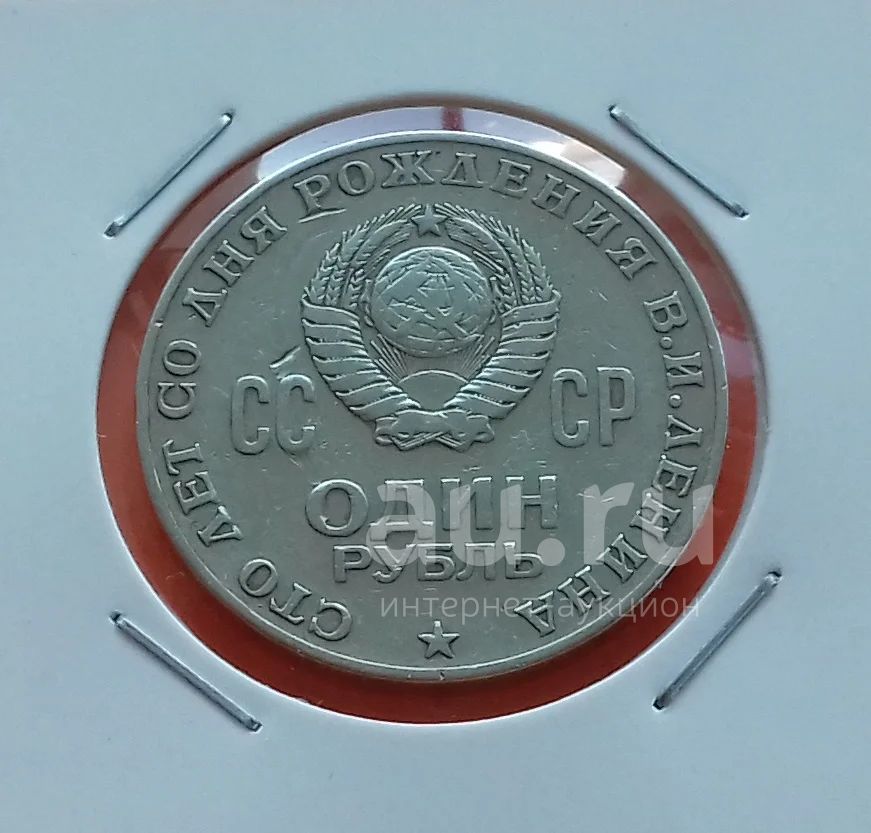 СТО ЛЕТ СО ДНЯ РОЖДЕНИЯ В.И.ЛЕНИНА
СС СР
ОДИН
РУБЛЬ
au.ru
интернет-аукцион